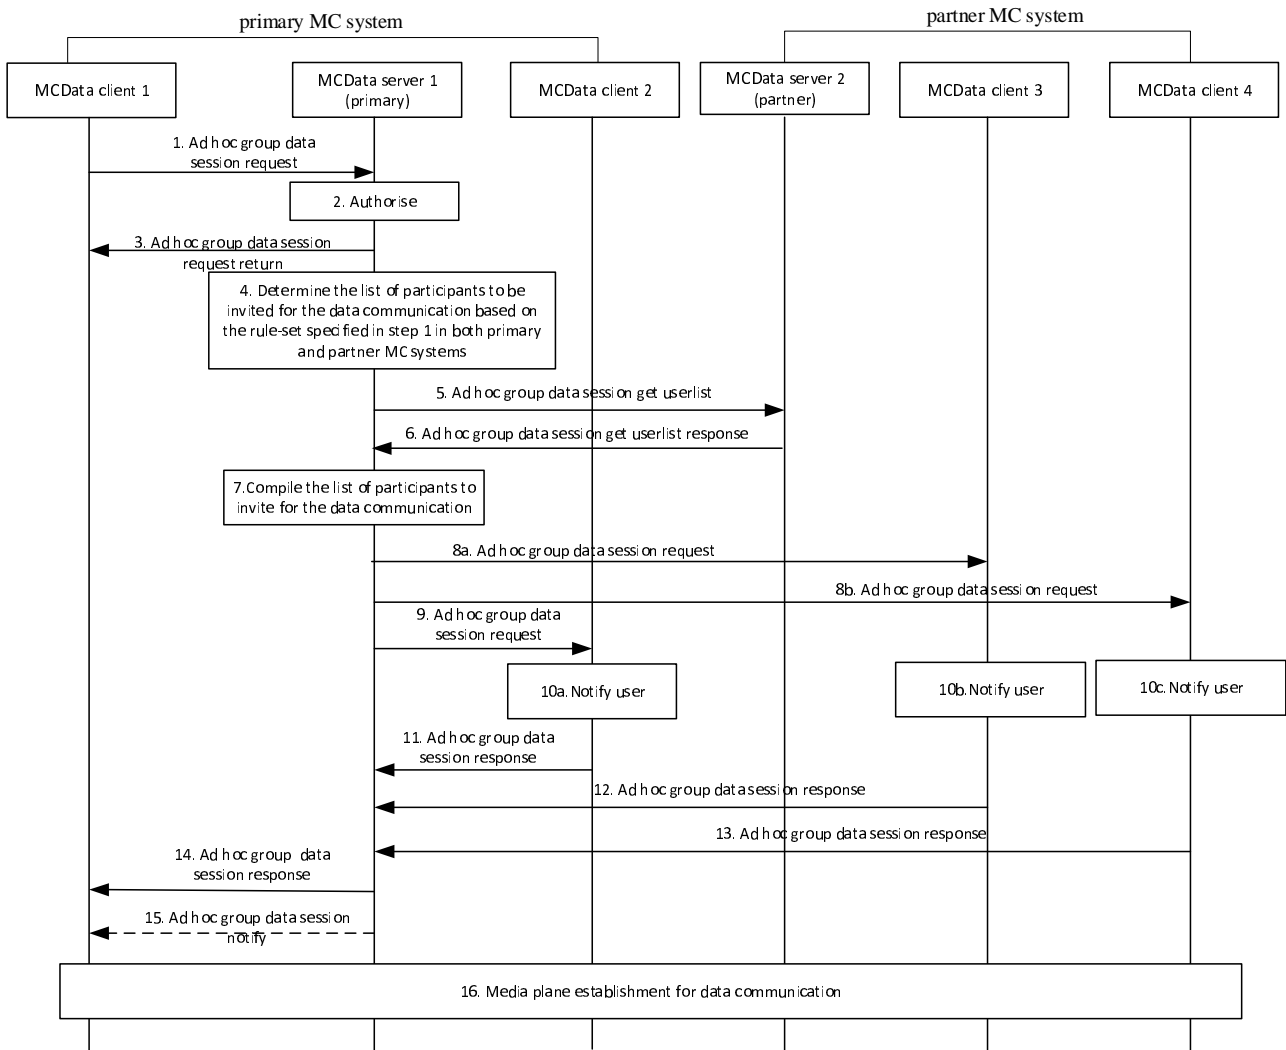 primary MC system
partner MC system
MCData client 1
MCData server 1
(primary)
MCData client 2
MCData server 2
(partner)
MCData client 3
MCData client 4
1. Ad hoc group data
session request
2. Authorise
3. Ad hoc group data session
request return
4. Determine the list of participants to be
invited for the data communication based on
the rule-set specified in step 1 in both primary
and partner MC systems
5. Ad hoc group data session get userlist
6. Ad hoc group data session get userlist response
7.Compile the list of participants to
invite for the data communication
8a. Ad hoc group data session request
8b. Ad hoc group data session request
9. Ad hoc group data
session request
10a. Notify user
10b. Notify user
10c. Notify user
11. Ad hoc group data
session response
12. Ad hoc group data session response
13. Ad hoc group data session response
14. Ad hoc group data
session response
15. Ad hoc group data session
notify
16. Media plane establishment for data communication